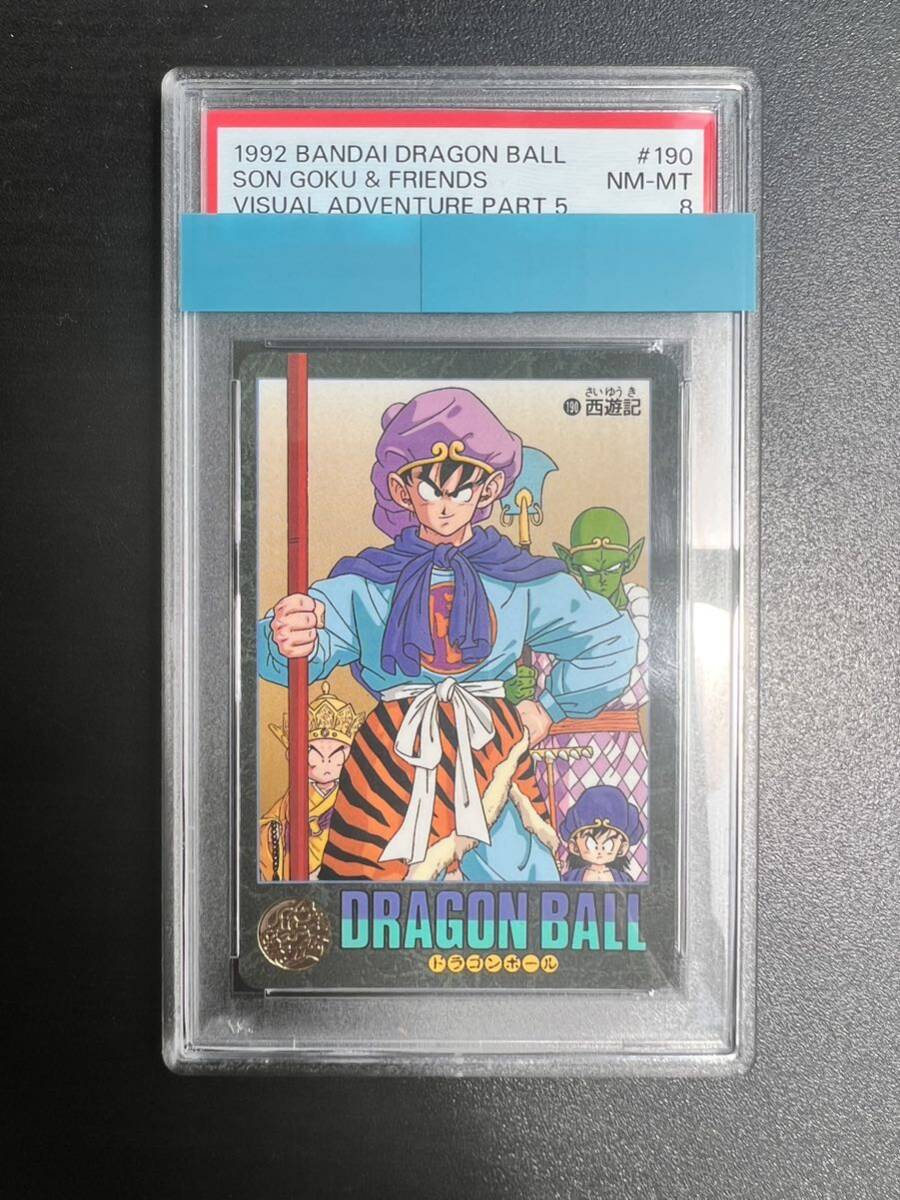 1992 BANDAI DRAGON BALL #190
SON GOKU & FRIENDS NM-MT
VISUAL ADVENTURE PART 5 8
さいゆうき
190 西遊記
DRAGON BALL
ドラゴンボール